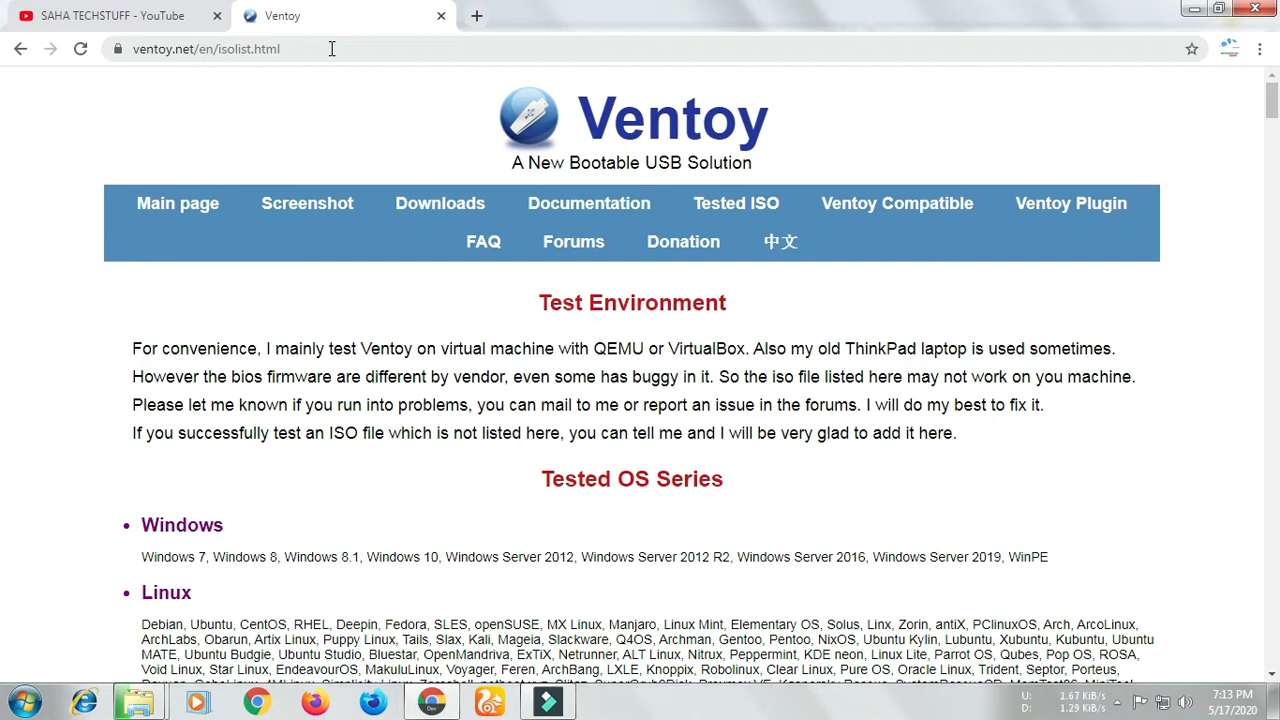 SAHA TECHSTUFF - YouTube
Ventoy
ventoy.net/en/isolist.html
Ventoy
A New Bootable USB Solution
Main page Screenshot Downloads Documentation Tested ISO Ventoy Compatible Ventoy Plugin
FAQ Forums Donation 中文
Test Environment
For convenience, I mainly test Ventoy on virtual machine with QEMU or VirtualBox. Also my old ThinkPad laptop is used sometimes.
However the bios firmware are different by vendor, even some has buggy in it. So the iso file listed here may not work on you machine.
Please let me known if you run into problems, you can mail to me or report an issue in the forums. I will do my best to fix it.
If you successfully test an ISO file which is not listed here, you can tell me and I will be very glad to add it here.
Tested OS Series
Windows
Windows 7, Windows 8, Windows 8.1, Windows 10, Windows Server 2012, Windows Server 2012 R2, Windows Server 2016, Windows Server 2019, WinPE
Linux
Debian, Ubuntu, CentOS, RHEL, Deepin, Fedora, SLES, openSUSE, MX Linux, Manjaro, Linux Mint, Elementary OS, Solus, Linx, Zorin, antiX, PClinuxOS, Arch, ArcoLinux,
ArchLabs, Obarun, Artix Linux, Puppy Linux, Tails, Slax, Kali, Mageia, Slackware, Q4OS, Archman, Gentoo, Pentoo, NixOS, Ubuntu Kylin, Lubuntu, Xubuntu, Kubuntu, Ubuntu
MATE, Ubuntu Budgie, Ubuntu Studio, Bluestar, OpenMandriva, ExTiX, Netrunner, ALT Linux, Nitrux, Peppermint, KDE neon, Linux Lite, Parrot OS, Qubes, Pop OS, ROSA,
Void Linux, Star Linux, EndeavourOS, MakuluLinux, Voyager, Feren, ArchBang, LXLE, Knoppix, Robolinux, Clear Linux, Pure OS, Oracle Linux, Trident, Septor, Porteus,
Dev
U: 1.67 KiB/s
D: 1.29 KiB/s
7:13 PM
5/17/2020